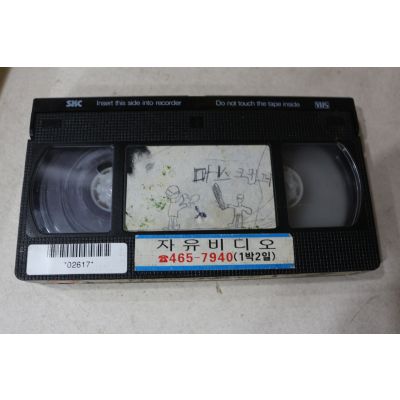 SKC Insert this side into recorder Do not touch the tape inside VHS
마스크맨
자유비디오
☎465-7940(1박2일)
*02617*